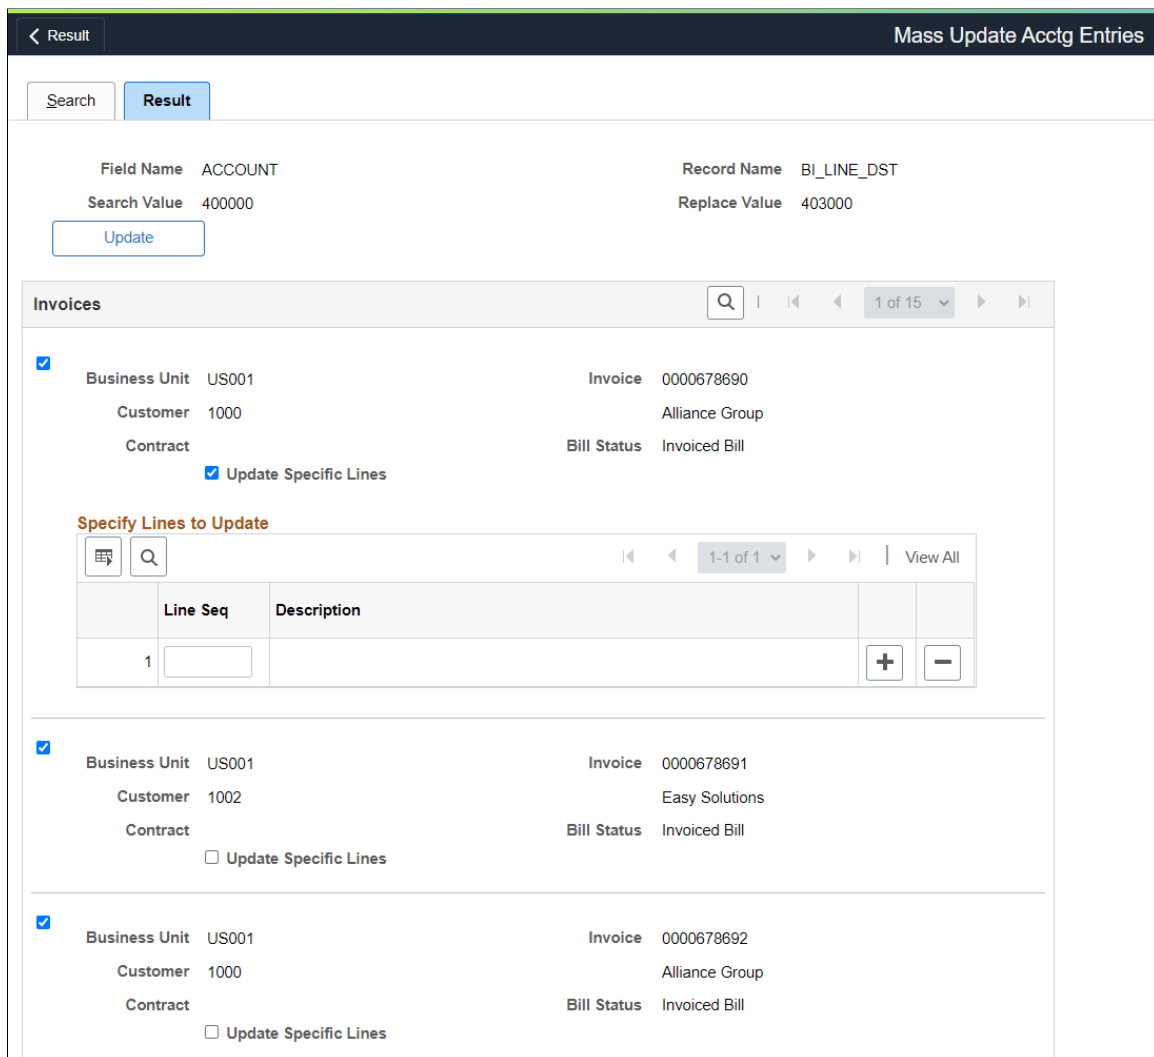 Result
Mass Update Acctg Entries
Search
Result
Field Name ACCOUNT Record Name BI_LINE_DST
Search Value 400000 Replace Value 403000
Update
Invoices 1 of 15
Business Unit US001 Invoice 0000678690
Customer 1000 Alliance Group
Contract Bill Status Invoiced Bill
Update Specific Lines
Specify Lines to Update
1-1 of 1 View All
Line Seq Description
1
Business Unit US001 Invoice 0000678691
Customer 1002 Easy Solutions
Contract Bill Status Invoiced Bill
Update Specific Lines
Business Unit US001 Invoice 0000678692
Customer 1000 Alliance Group
Contract Bill Status Invoiced Bill
Update Specific Lines